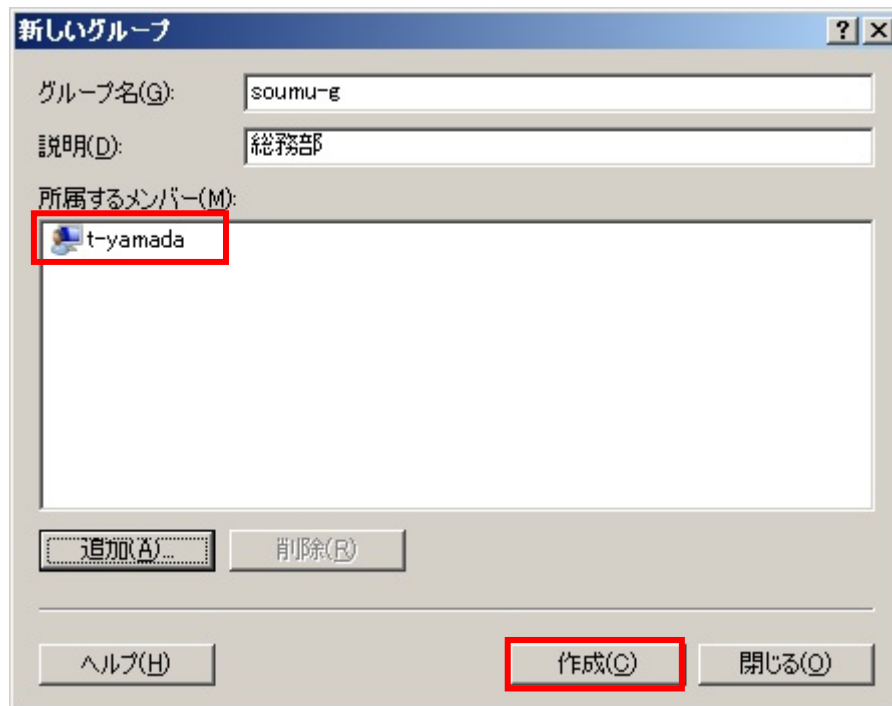 新しいグループ
グループ名(G): soumu-g
説明(D): 総務部
所属するメンバー(M):
t-yamada
追加(A)... 削除(R)
ヘルプ(H) 作成(C) 閉じる(O)